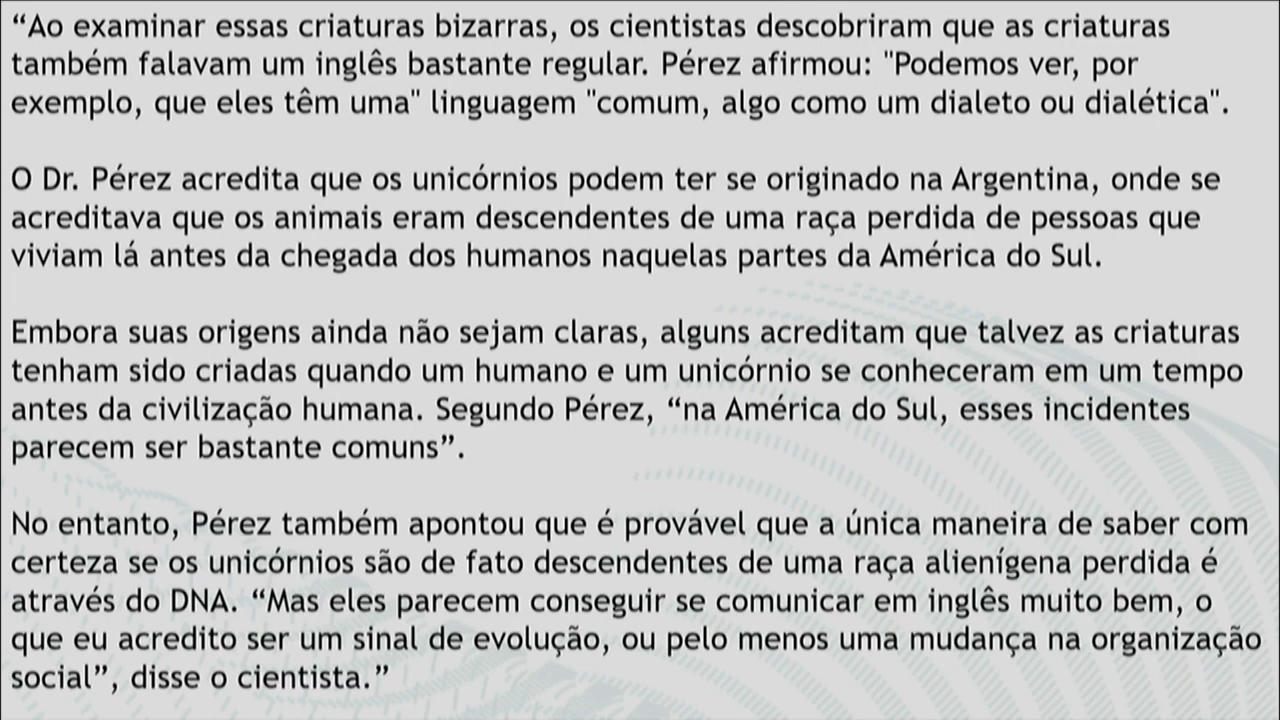 “Ao examinar essas criaturas bizarras, os cientistas descobriram que as criaturas
também falavam um inglês bastante regular. Pérez afirmou: "Podemos ver, por
exemplo, que eles têm uma" linguagem "comum, algo como um dialeto ou dialética".
O Dr. Pérez acredita que os unicórnios podem ter se originado na Argentina, onde se
acreditava que os animais eram descendentes de uma raça perdida de pessoas que
viviam lá antes da chegada dos humanos naquelas partes da América do Sul.
Embora suas origens ainda não sejam claras, alguns acreditam que talvez as criaturas
tenham sido criadas quando um humano e um unicórnio se conheceram em um tempo
antes da civilização humana. Segundo Pérez, “na América do Sul, esses incidentes
parecem ser bastante comuns”.
No entanto, Pérez também apontou que é provável que a única maneira de saber com
certeza se os unicórnios são de fato descendentes de uma raça alienígena perdida é
através do DNA. “Mas eles parecem conseguir se comunicar em inglês muito bem, o
que eu acredito ser um sinal de evolução, ou pelo menos uma mudança na organização
social”, disse o cientista.”